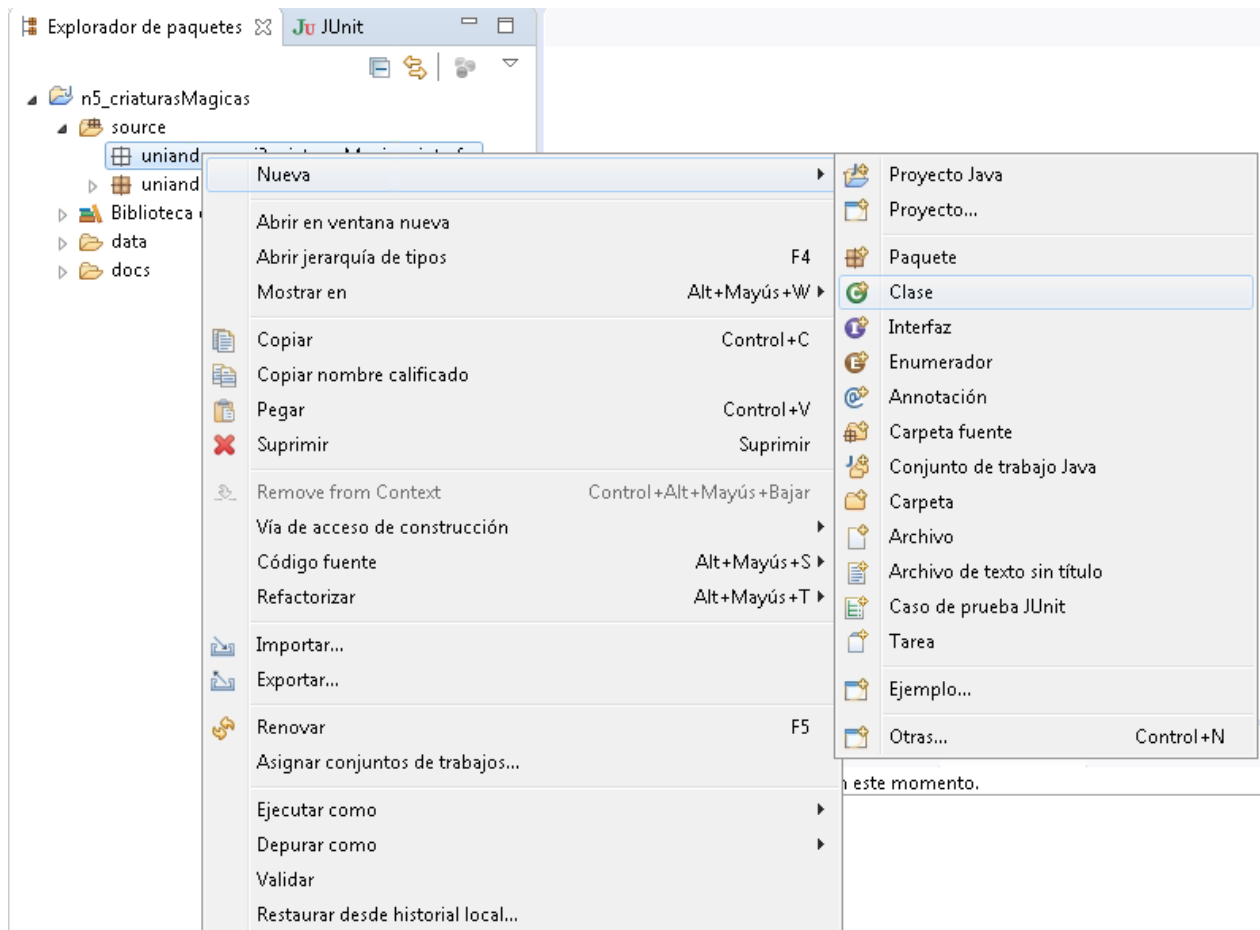 Explorador de paquetes JUnit
n5_criaturasMagicas
source
uniand
uniand
Biblioteca
data
docs
Nueva
Abrir en ventana nueva
Abrir jerarquía de tipos F4
Mostrar en Alt+Mayús+W
Copiar Control+C
Copiar nombre calificado
Pegar Control+V
Suprimir Suprimir
Remove from Context Control+Alt+Mayús+Bajar
Vía de acceso de construcción
Código fuente Alt+Mayús+S
Refactorizar Alt+Mayús+T
Importar...
Exportar...
Renovar F5
Asignar conjuntos de trabajos...
Ejecutar como
Depurar como
Validar
Restaurar desde historial local...
Proyecto Java
Proyecto...
Paquete
Clase
Interfaz
Enumerador
Annotación
Carpeta fuente
Conjunto de trabajo Java
Carpeta
Archivo
Archivo de texto sin título
Caso de prueba JUnit
Tarea
Ejemplo...
Otras... Control+N
este momento.